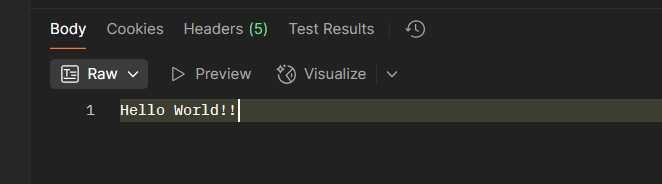 Body Cookies Headers (5) Test Results
Raw Preview Visualize
1 Hello World!!